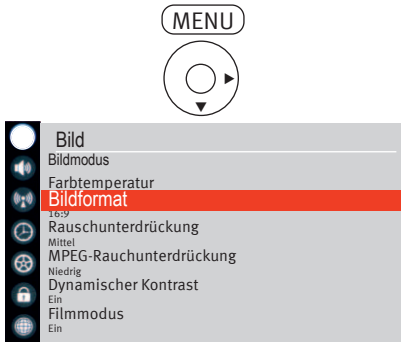 MENU
Bild
Bildmodus
Farbtemperatur
Bildformat
16:9
Rauschunterdrückung
Mittel
MPEG-Rauchunterdrückung
Niedrig
Dynamischer Kontrast
Ein
Filmmodus
Ein